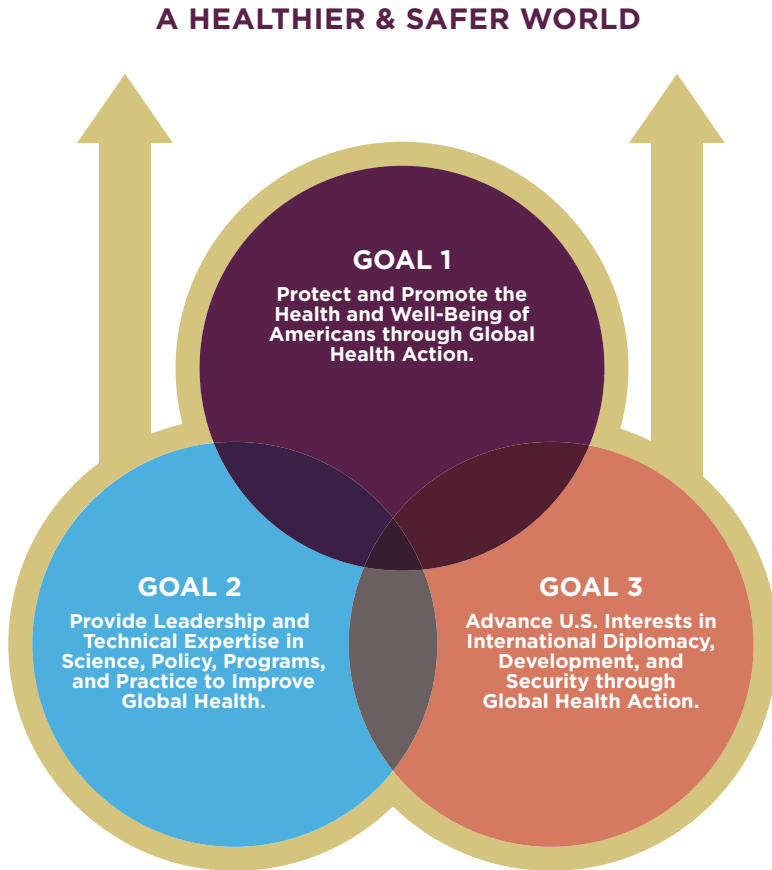 A HEALTHIER & SAFER WORLD
GOAL 1
Protect and Promote the
Health and Well-Being of
Americans through Global
Health Action.
GOAL 2
Provide Leadership and
Technical Expertise in
Science, Policy, Programs,
and Practice to Improve
Global Health.
GOAL 3
Advance U.S. Interests in
International Diplomacy,
Development, and
Security through
Global Health Action.